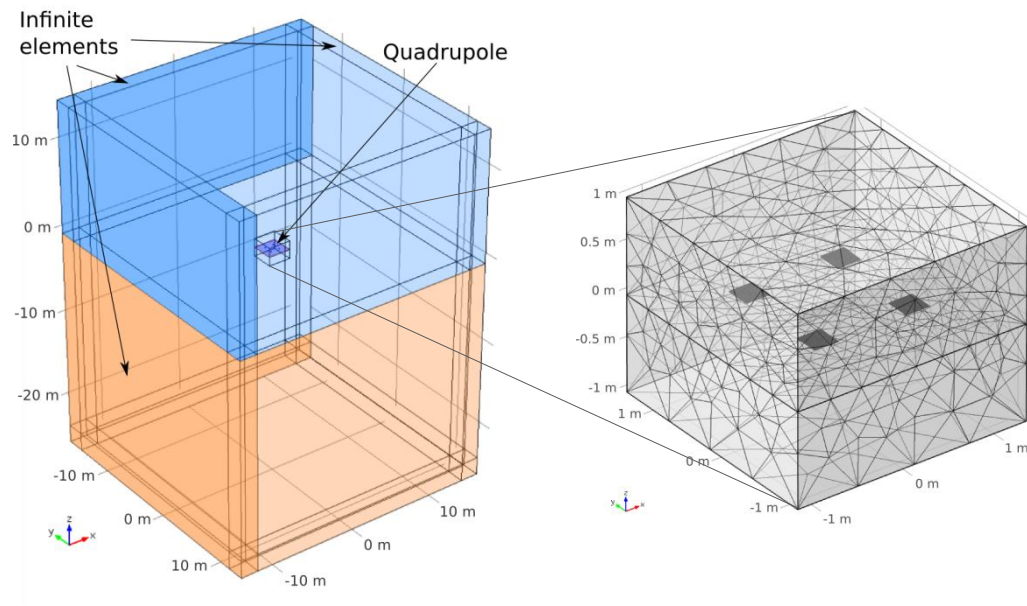 Infinite
elements
Quadrupole
10 m
0 m
-10 m
-20 m
-10 m
0 m
10 m
-10 m
0 m
10 m
z
y
x
1 m
0.5 m
0 m
-0.5 m
-1 m
1 m
0 m
-1 m
-1 m
0 m
1 m
z
y
x